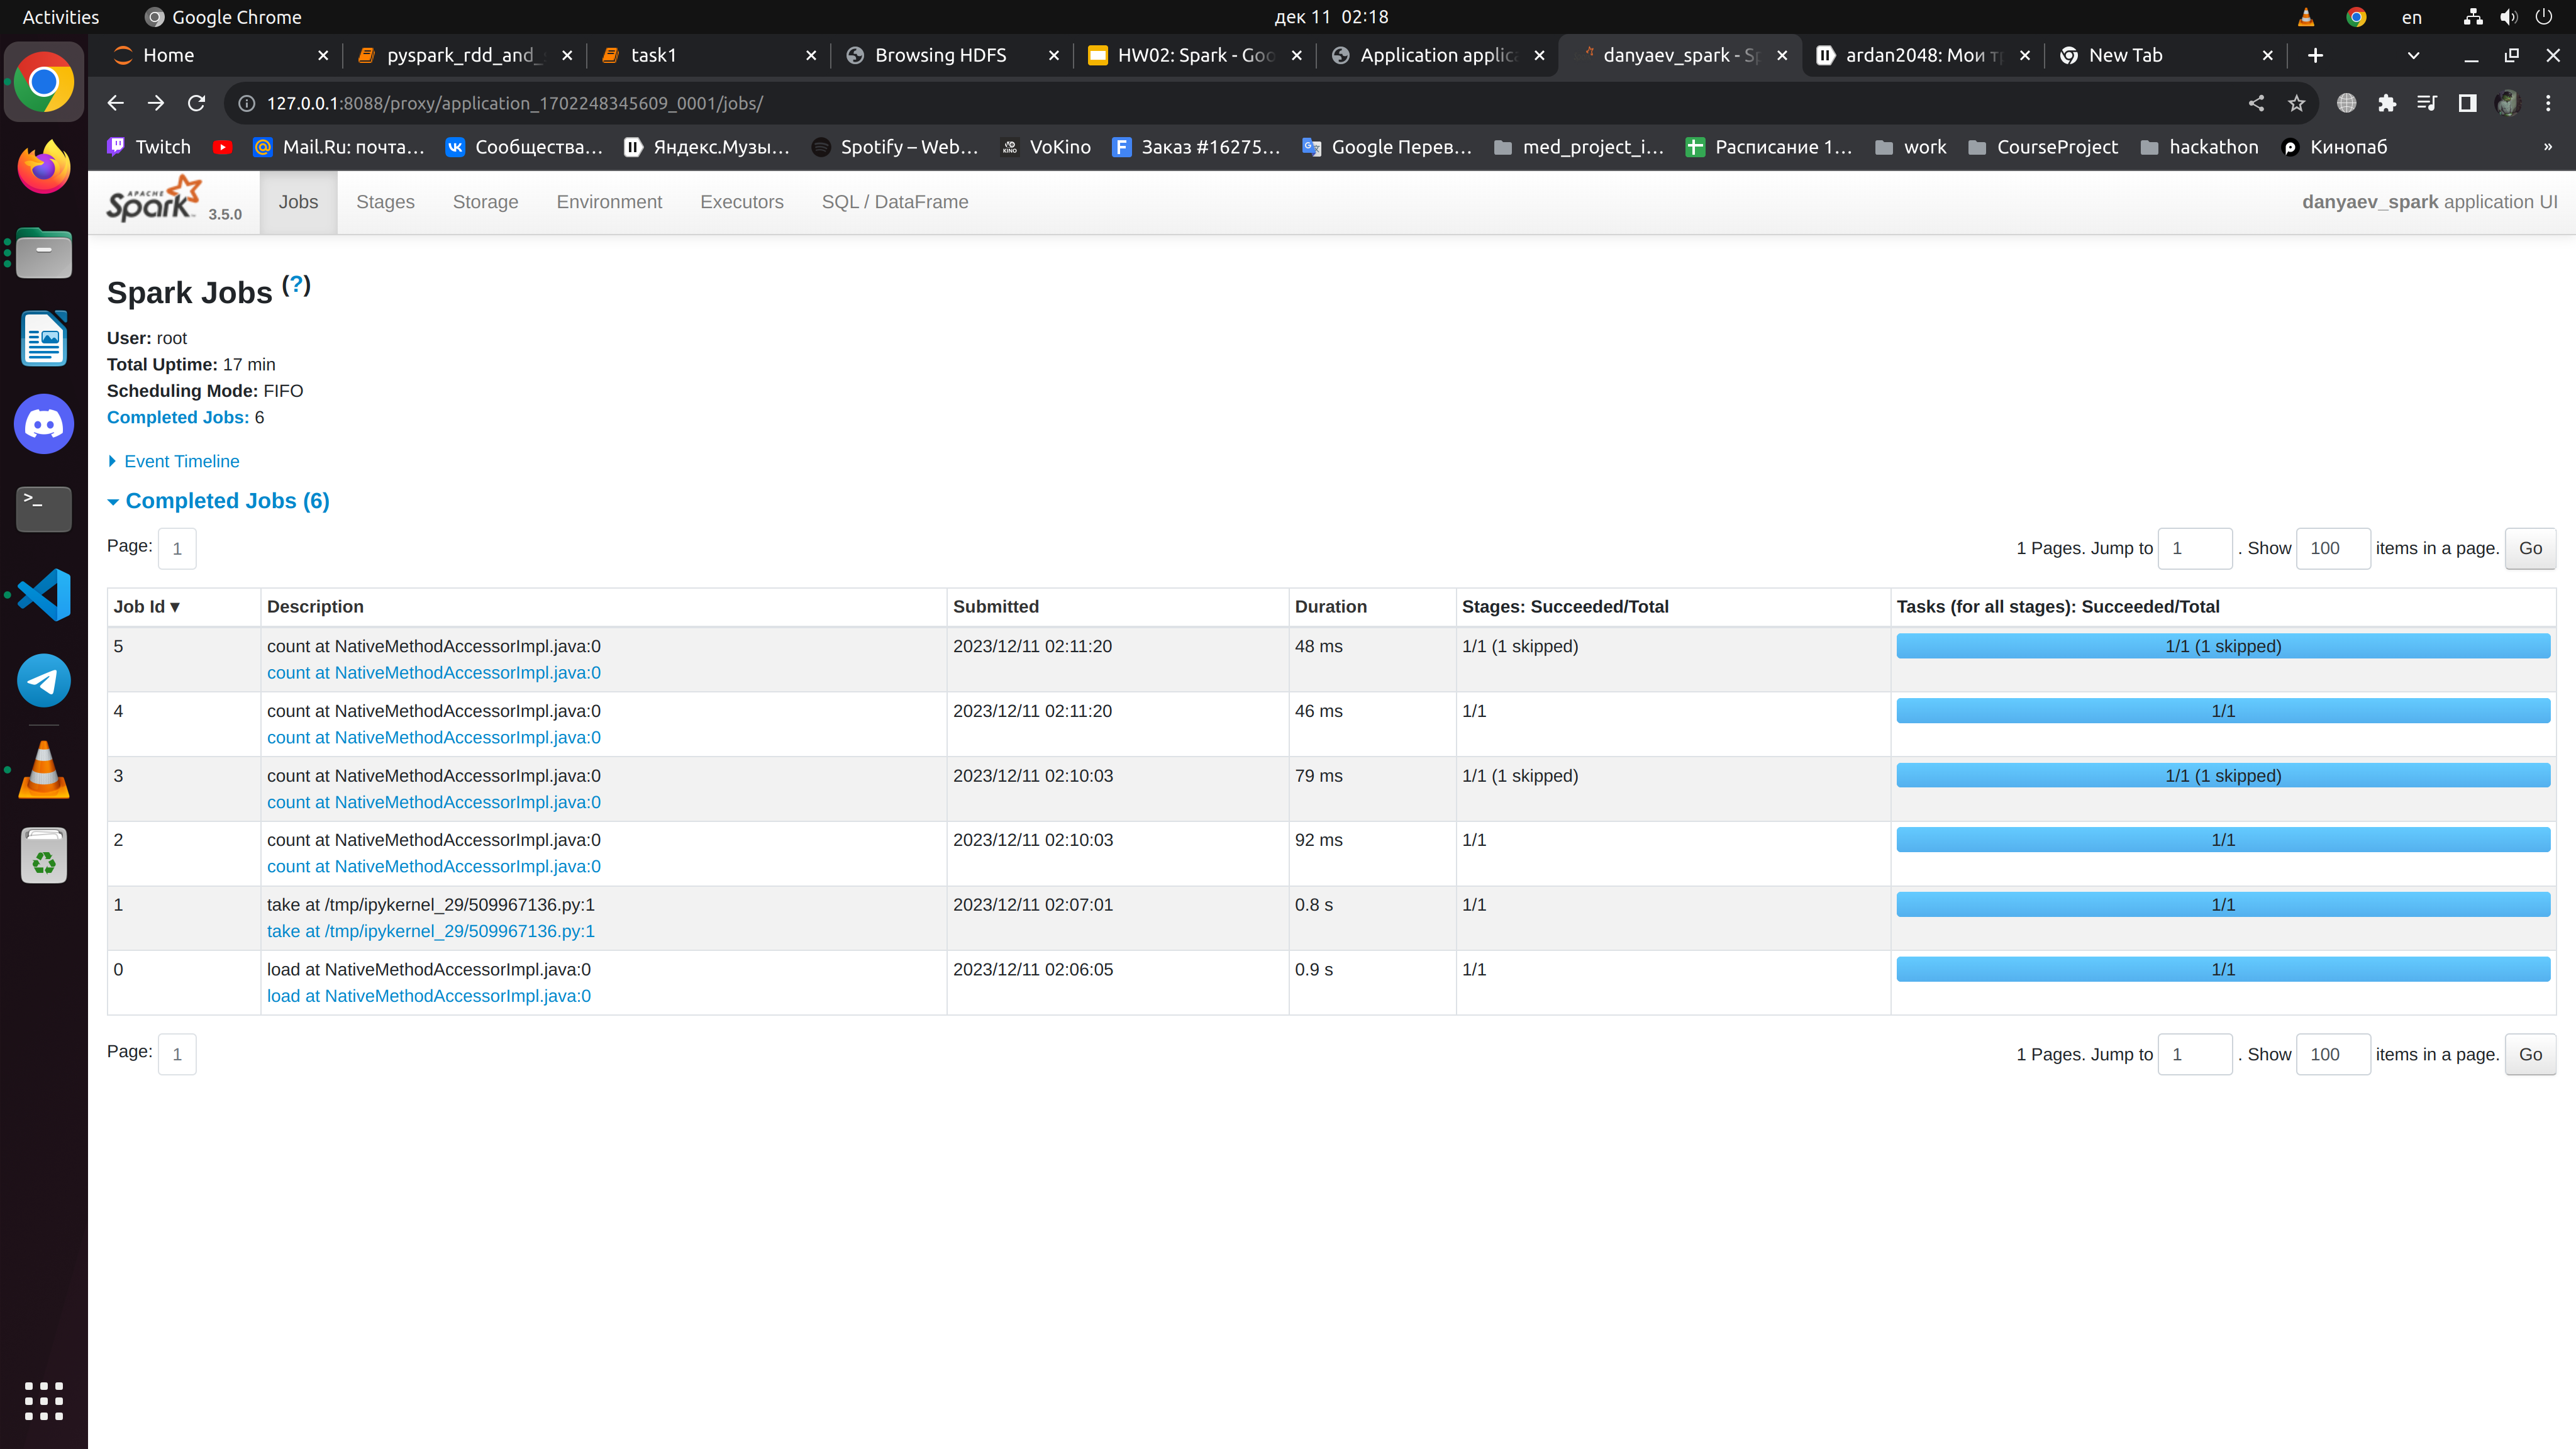 Activities Google Chrome дек 11 02:18 en
Home pyspark_rdd_and_ task1 Browsing HDFS HW02: Spark - Goo Application applic danyaev_spark - Sp ardan2048: Мои т New Tab
127.0.0.1:8088/proxy/application_1702248345609_0001/jobs/
Twitch Mail.Ru: почта… Сообщества… Яндекс.Музы… Spotify – Web… VoKino Заказ #16275… Google Перев… med_project_i… Расписание 1… work CourseProject hackathon Кинопаб »
APACHE Spark 3.5.0 Jobs Stages Storage Environment Executors SQL / DataFrame danyaev_spark application UI
Spark Jobs (?)
User: root
Total Uptime: 17 min
Scheduling Mode: FIFO
Completed Jobs: 6
Event Timeline
Completed Jobs (6)
Page: 1 1 Pages. Jump to 1 . Show 100 items in a page. Go
Job Id ▾ Description Submitted Duration Stages: Succeeded/Total Tasks (for all stages): Succeeded/Total
5 count at NativeMethodAccessorImpl.java:0 2023/12/11 02:11:20 48 ms 1/1 (1 skipped) 1/1 (1 skipped)
count at NativeMethodAccessorImpl.java:0
4 count at NativeMethodAccessorImpl.java:0 2023/12/11 02:11:20 46 ms 1/1 1/1
count at NativeMethodAccessorImpl.java:0
3 count at NativeMethodAccessorImpl.java:0 2023/12/11 02:10:03 79 ms 1/1 (1 skipped) 1/1 (1 skipped)
count at NativeMethodAccessorImpl.java:0
2 count at NativeMethodAccessorImpl.java:0 2023/12/11 02:10:03 92 ms 1/1 1/1
count at NativeMethodAccessorImpl.java:0
1 take at /tmp/ipykernel_29/509967136.py:1 2023/12/11 02:07:01 0.8 s 1/1 1/1
take at /tmp/ipykernel_29/509967136.py:1
0 load at NativeMethodAccessorImpl.java:0 2023/12/11 02:06:05 0.9 s 1/1 1/1
load at NativeMethodAccessorImpl.java:0
Page: 1 1 Pages. Jump to 1 . Show 100 items in a page. Go